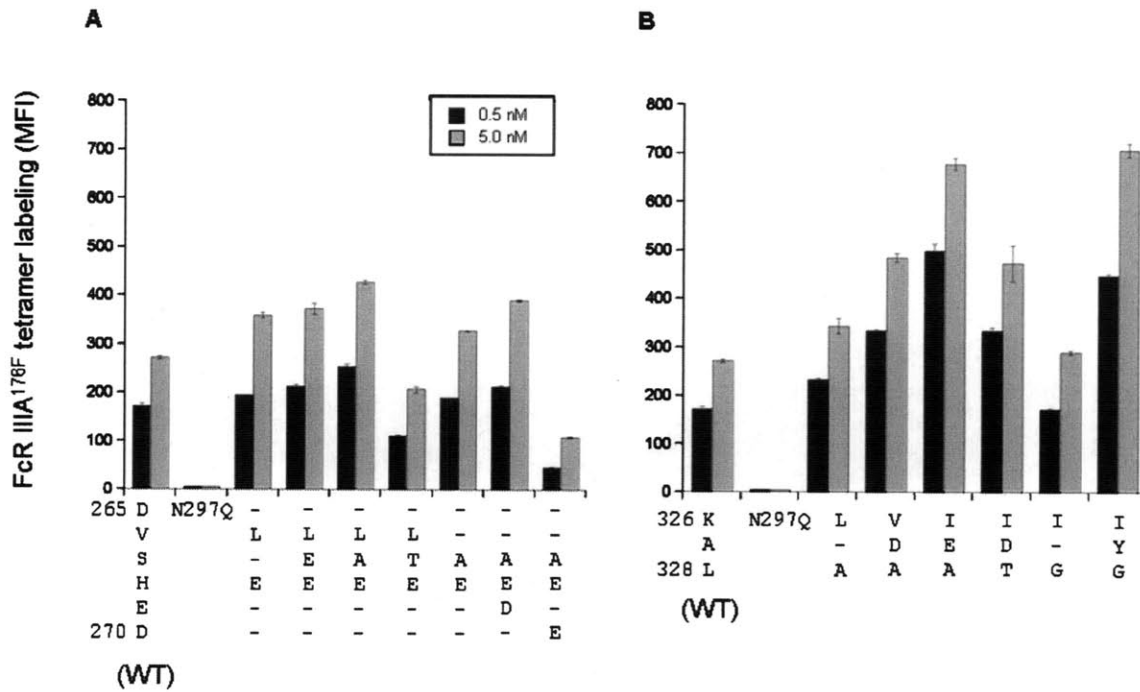 A
FcR IIIA176F tetramer labeling (MFI)
800
700
600
500
400
300
200
100
0
0.5 nM
5.0 nM
265 D N297Q - - - - - - -
V L L L L - - -
S - E A T A A A
H E E E E E E E
E - - - - - D -
270 D - - - - - - E
(WT)
B
800
700
600
500
400
300
200
100
0
326 K N297Q L V I I I I
A - D E D - Y
328 L A A A T G G
(WT)